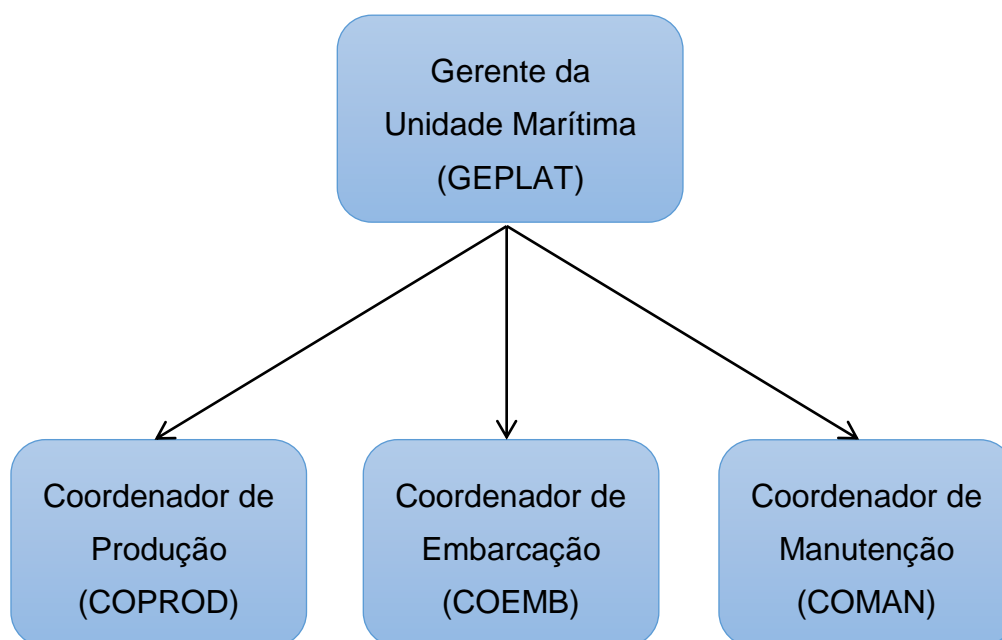 Gerente da
Unidade Marítima
(GEPLAT)
Coordenador de
Produção
(COPROD)
Coordenador de
Embarcação
(COEMB)
Coordenador de
Manutenção
(COMAN)